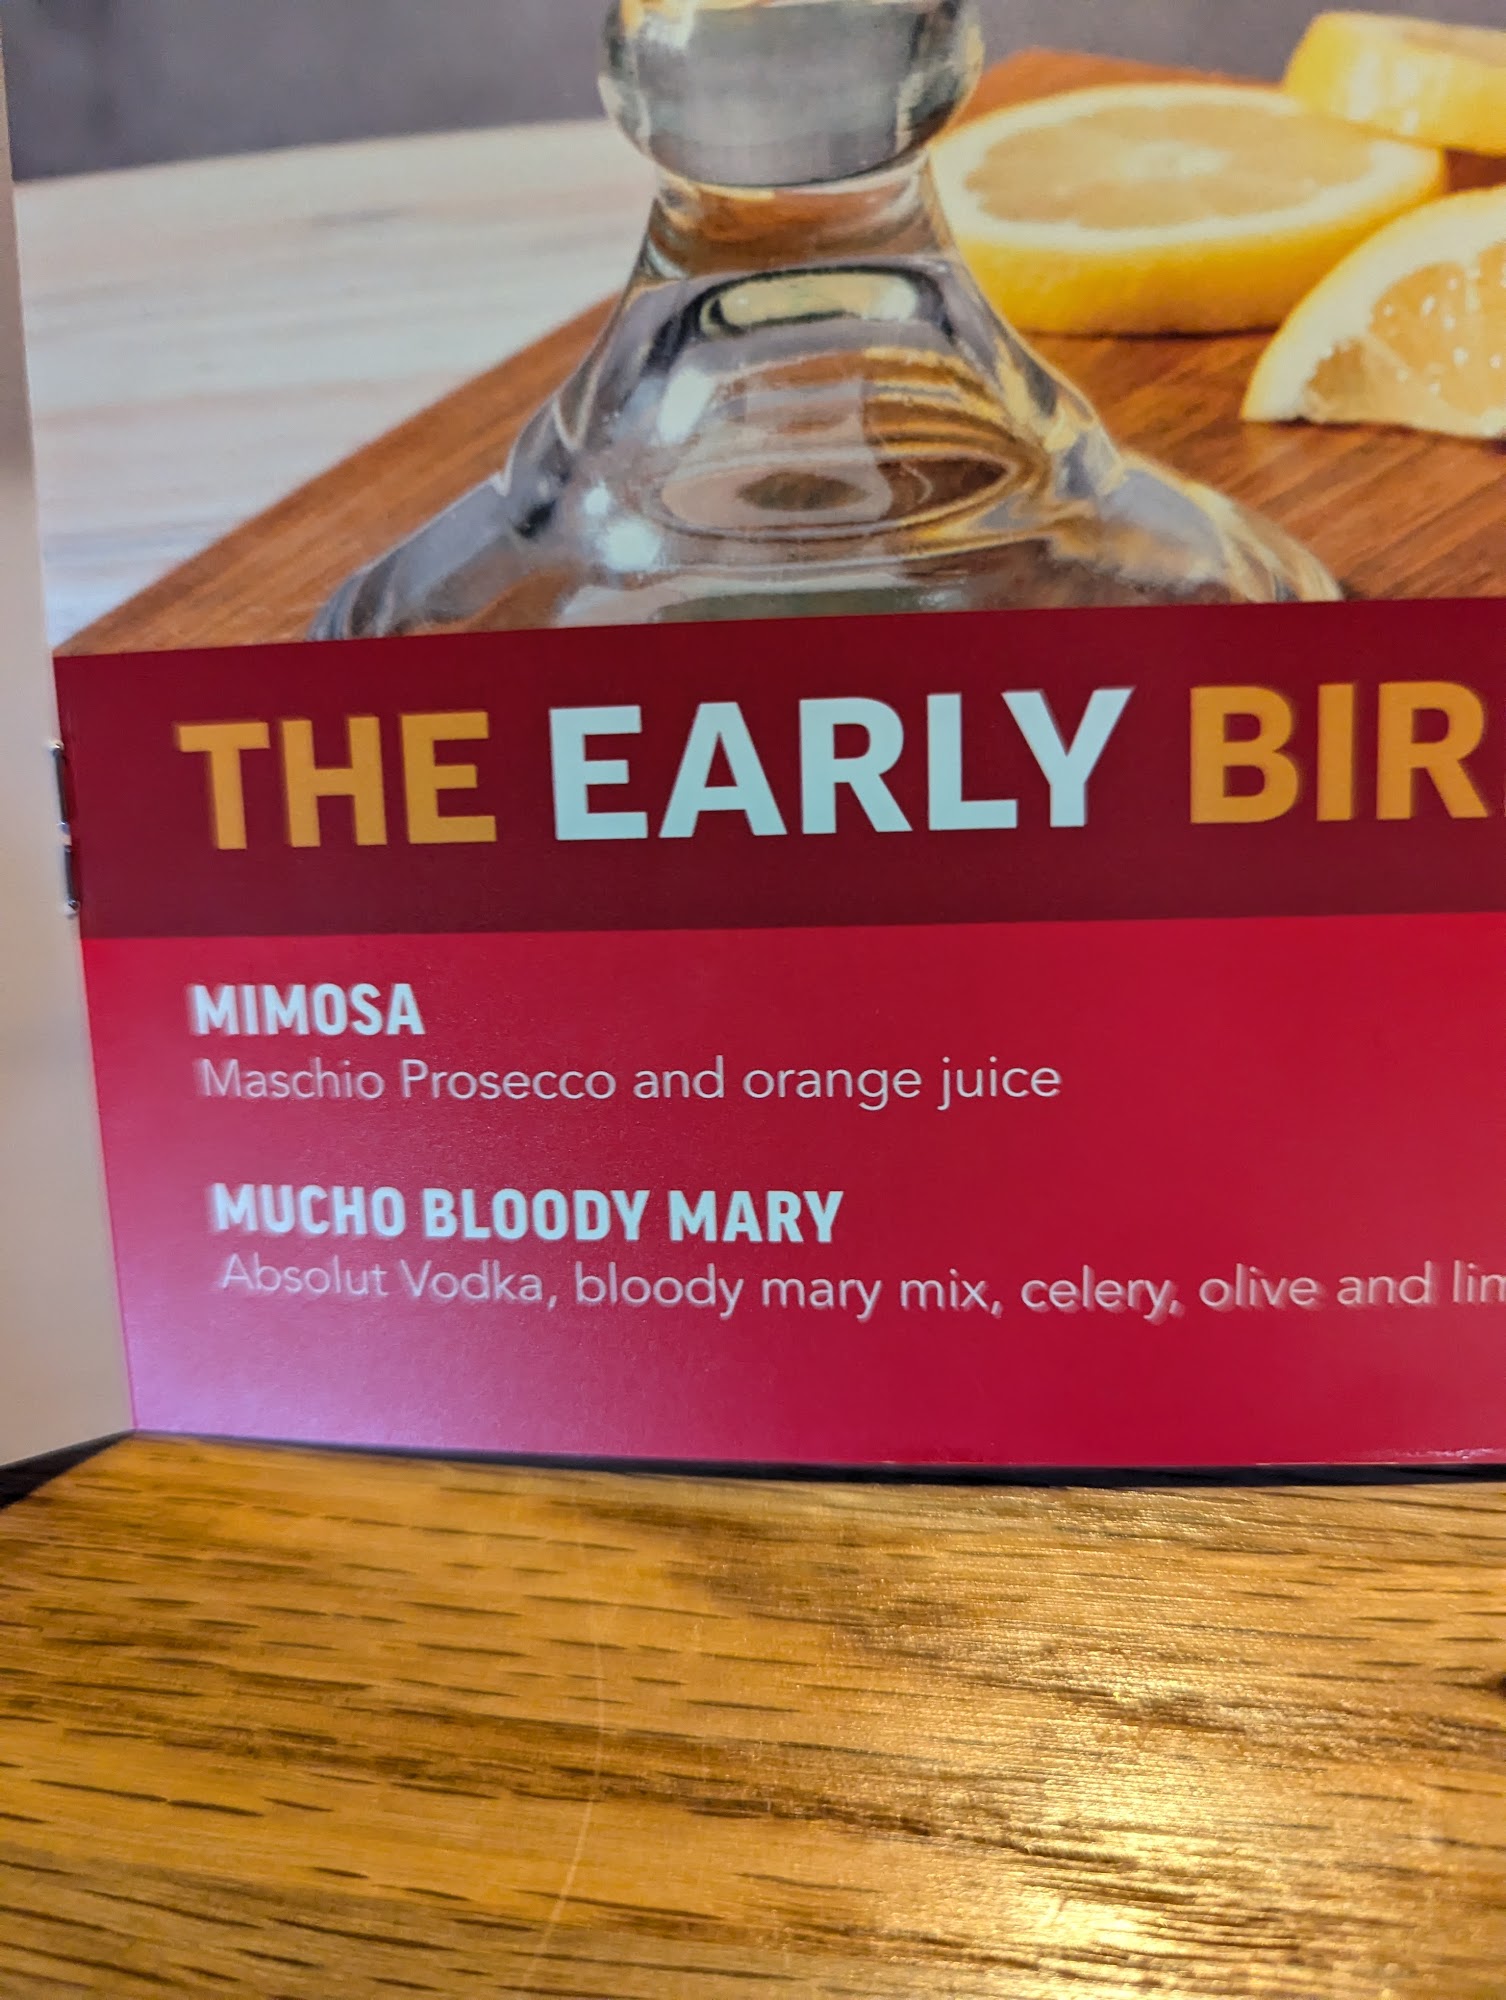 THE EARLY BIR
MIMOSA
Maschio Prosecco and orange juice
MUCHO BLOODY MARY
Absolut Vodka, bloody mary mix, celery, olive and